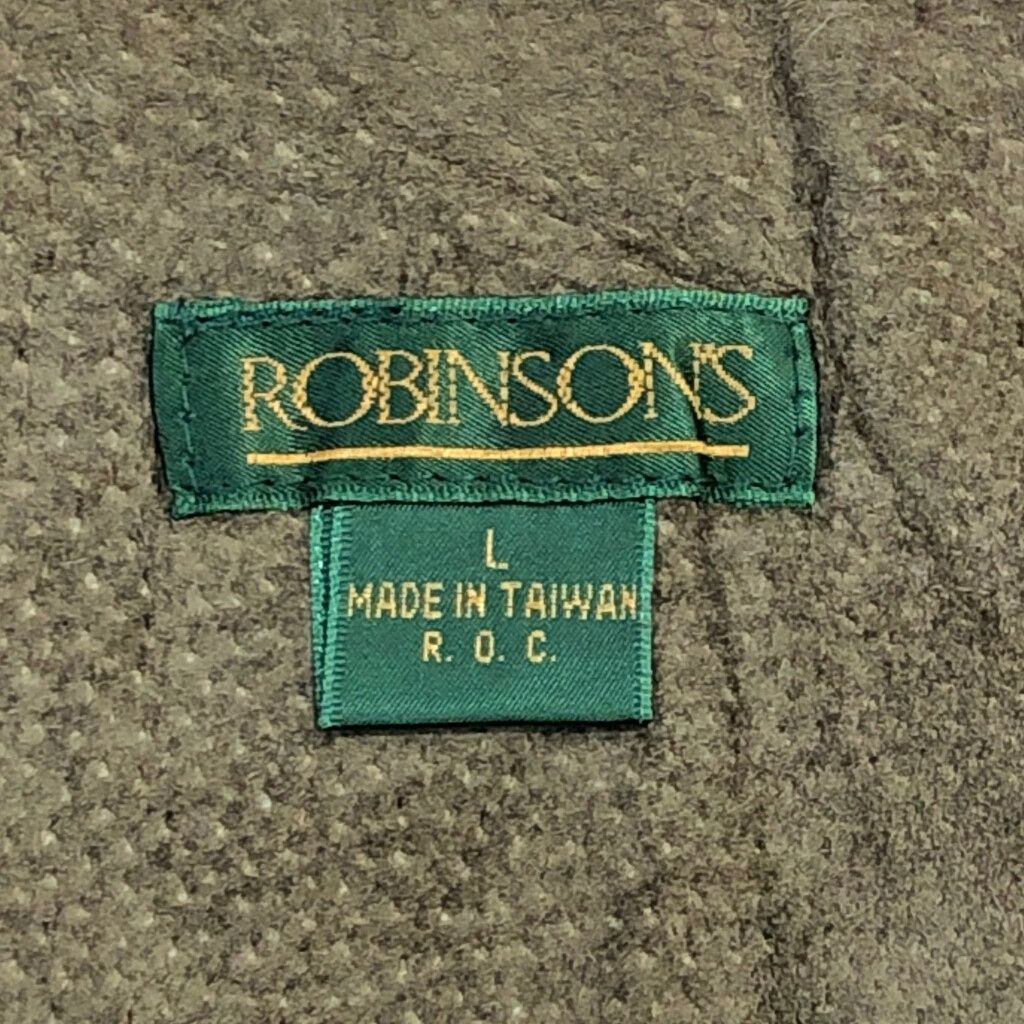 ROBINSON'S
L
MADE IN TAIWAN
R. O. C.